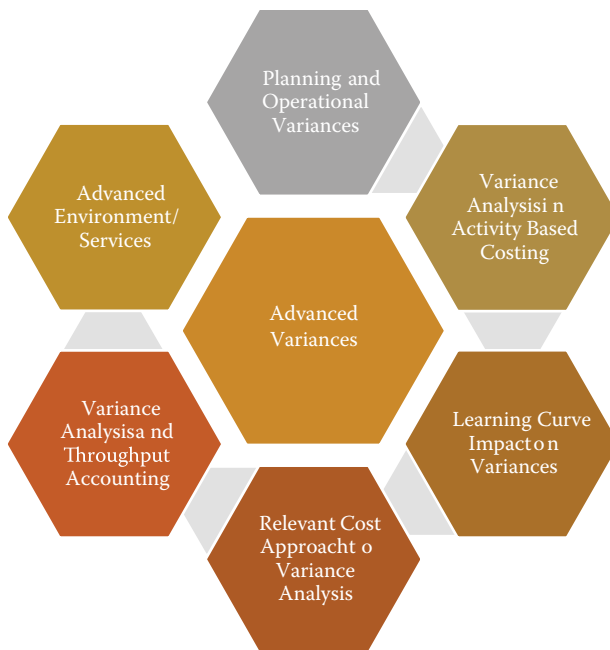 Planning and
Operational
Variances
Variance
Analysisi n
Activity Based
Costing
Learning Curve
Impacton
Variances
Relevant Cost
Approacht o
Variance
Analysis
Variance
Analysisa nd
Throughput
Accounting
Advanced
Environment/
Services
Advanced
Variances